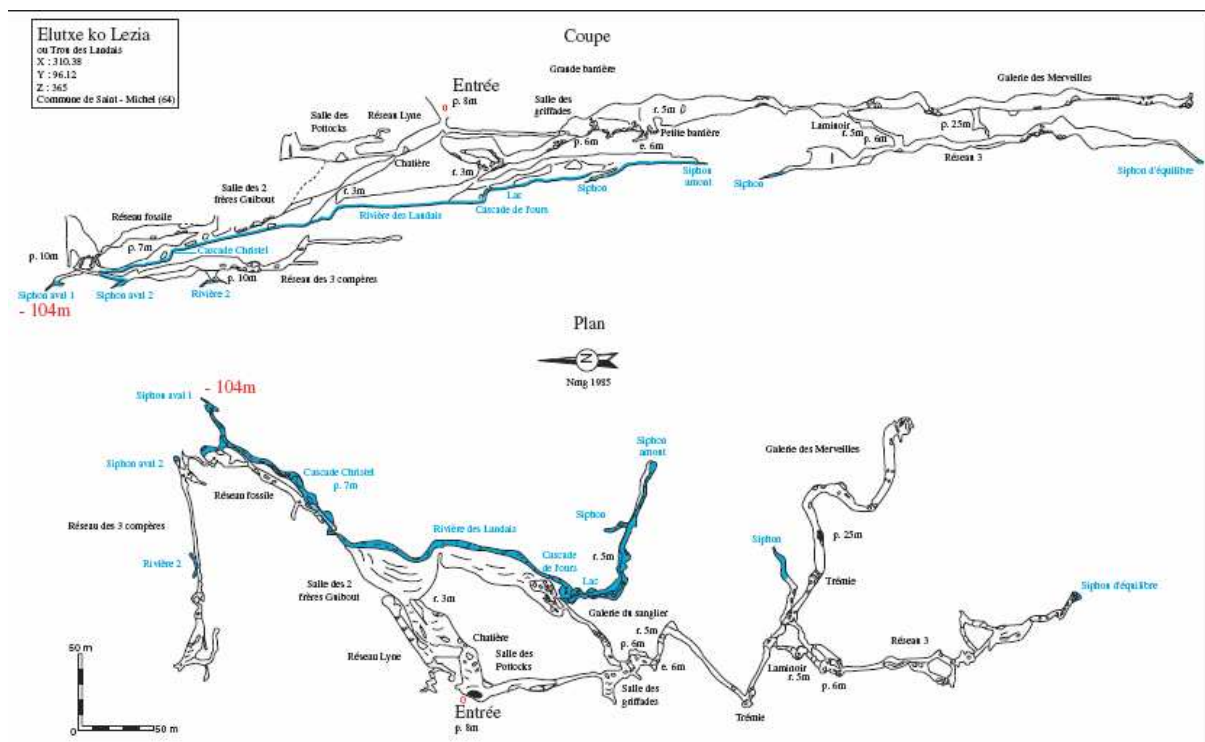 Elutxe ko Lezia
ou Trou des Landais
X : 310.38
Y : 96.12
Z : 365
Commune de Saint - Michel (64)
Coupe
Grande barrière
Entrée
p. 8m
0
Salle des
griffades
r. 5m
Galerie des Merveilles
Salle des
Pottocks
Réseau Lyne
Petite barrière
p. 6m
e. 6m
Laminoir
r. 5m
p. 6m
p. 25m
Réseau 3
Chatière
r. 3m
Siphon
amont
Siphon
Siphon d'équilibre
Salle des 2
frères Guibout
r. 3m
Lac
Siphon
Rivière des Landais
Cascade de l'ours
Réseau fossile
p. 7m
Cascade Christel
p. 10m
p. 10m
Réseau des 3 compères
Siphon aval 1
Siphon aval 2
Rivière 2
- 104m
Plan
N
Nmg 1985
- 104m
Siphon aval 1
Siphon aval 2
Cascade Christel
p. 7m
Réseau fossile
Réseau des 3 compères
Rivière 2
Siphon
amont
Siphon
Rivière des Landais
r. 5m
Cascade
de l'ours
Lac
Galerie des Merveilles
p. 25m
Siphon
Trémie
Siphon d'équilibre
Salle des 2
frères Guibout
r. 3m
Galerie du sanglier
r. 5m
p. 6m
e. 6m
Chatière
Salle des
Pottocks
Réseau Lyne
Réseau 3
Laminoir
r. 5m
p. 6m
Salle des
griffades
Trémie
0
Entrée
p. 8m
50 m
0
50 m